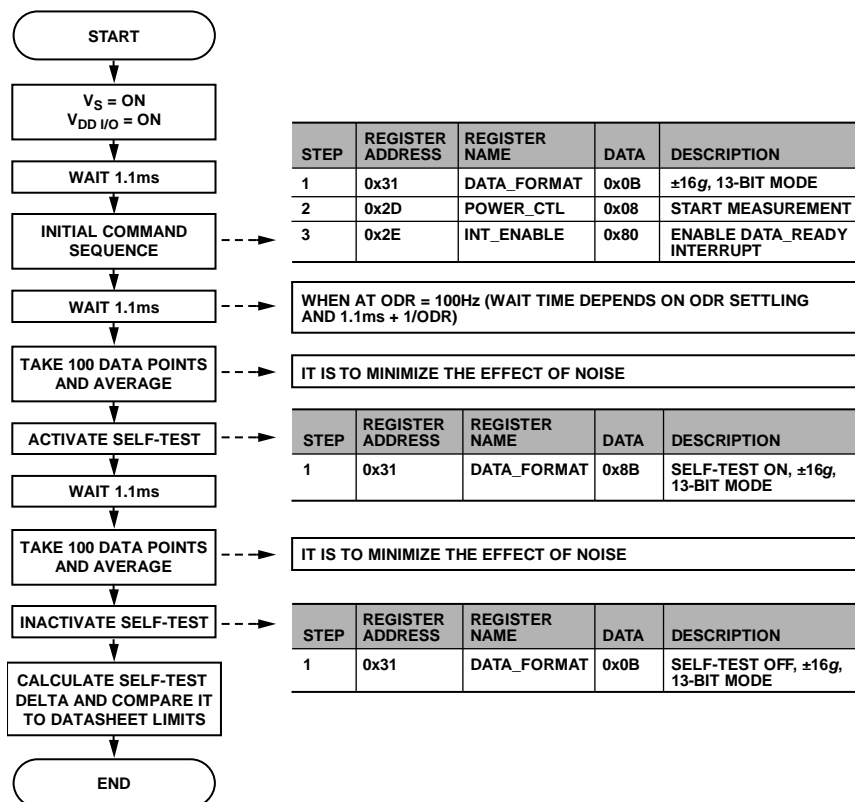 START
V_S = ON
V_DD I/O = ON
WAIT 1.1ms
INITIAL COMMAND
SEQUENCE
STEP REGISTER ADDRESS REGISTER NAME DATA DESCRIPTION
1 0x31 DATA_FORMAT 0x0B ±16g, 13-BIT MODE
2 0x2D POWER_CTL 0x08 START MEASUREMENT
3 0x2E INT_ENABLE 0x80 ENABLE DATA_READY
INTERRUPT
WAIT 1.1ms
WHEN AT ODR = 100Hz (WAIT TIME DEPENDS ON ODR SETTLING
AND 1.1ms + 1/ODR)
TAKE 100 DATA POINTS
AND AVERAGE
IT IS TO MINIMIZE THE EFFECT OF NOISE
ACTIVATE SELF-TEST
STEP REGISTER ADDRESS REGISTER NAME DATA DESCRIPTION
1 0x31 DATA_FORMAT 0x8B SELF-TEST ON, ±16g,
13-BIT MODE
WAIT 1.1ms
TAKE 100 DATA POINTS
AND AVERAGE
IT IS TO MINIMIZE THE EFFECT OF NOISE
INACTIVATE SELF-TEST
STEP REGISTER ADDRESS REGISTER NAME DATA DESCRIPTION
1 0x31 DATA_FORMAT 0x0B SELF-TEST OFF, ±16g,
13-BIT MODE
CALCULATE SELF-TEST
DELTA AND COMPARE IT
TO DATASHEET LIMITS
END